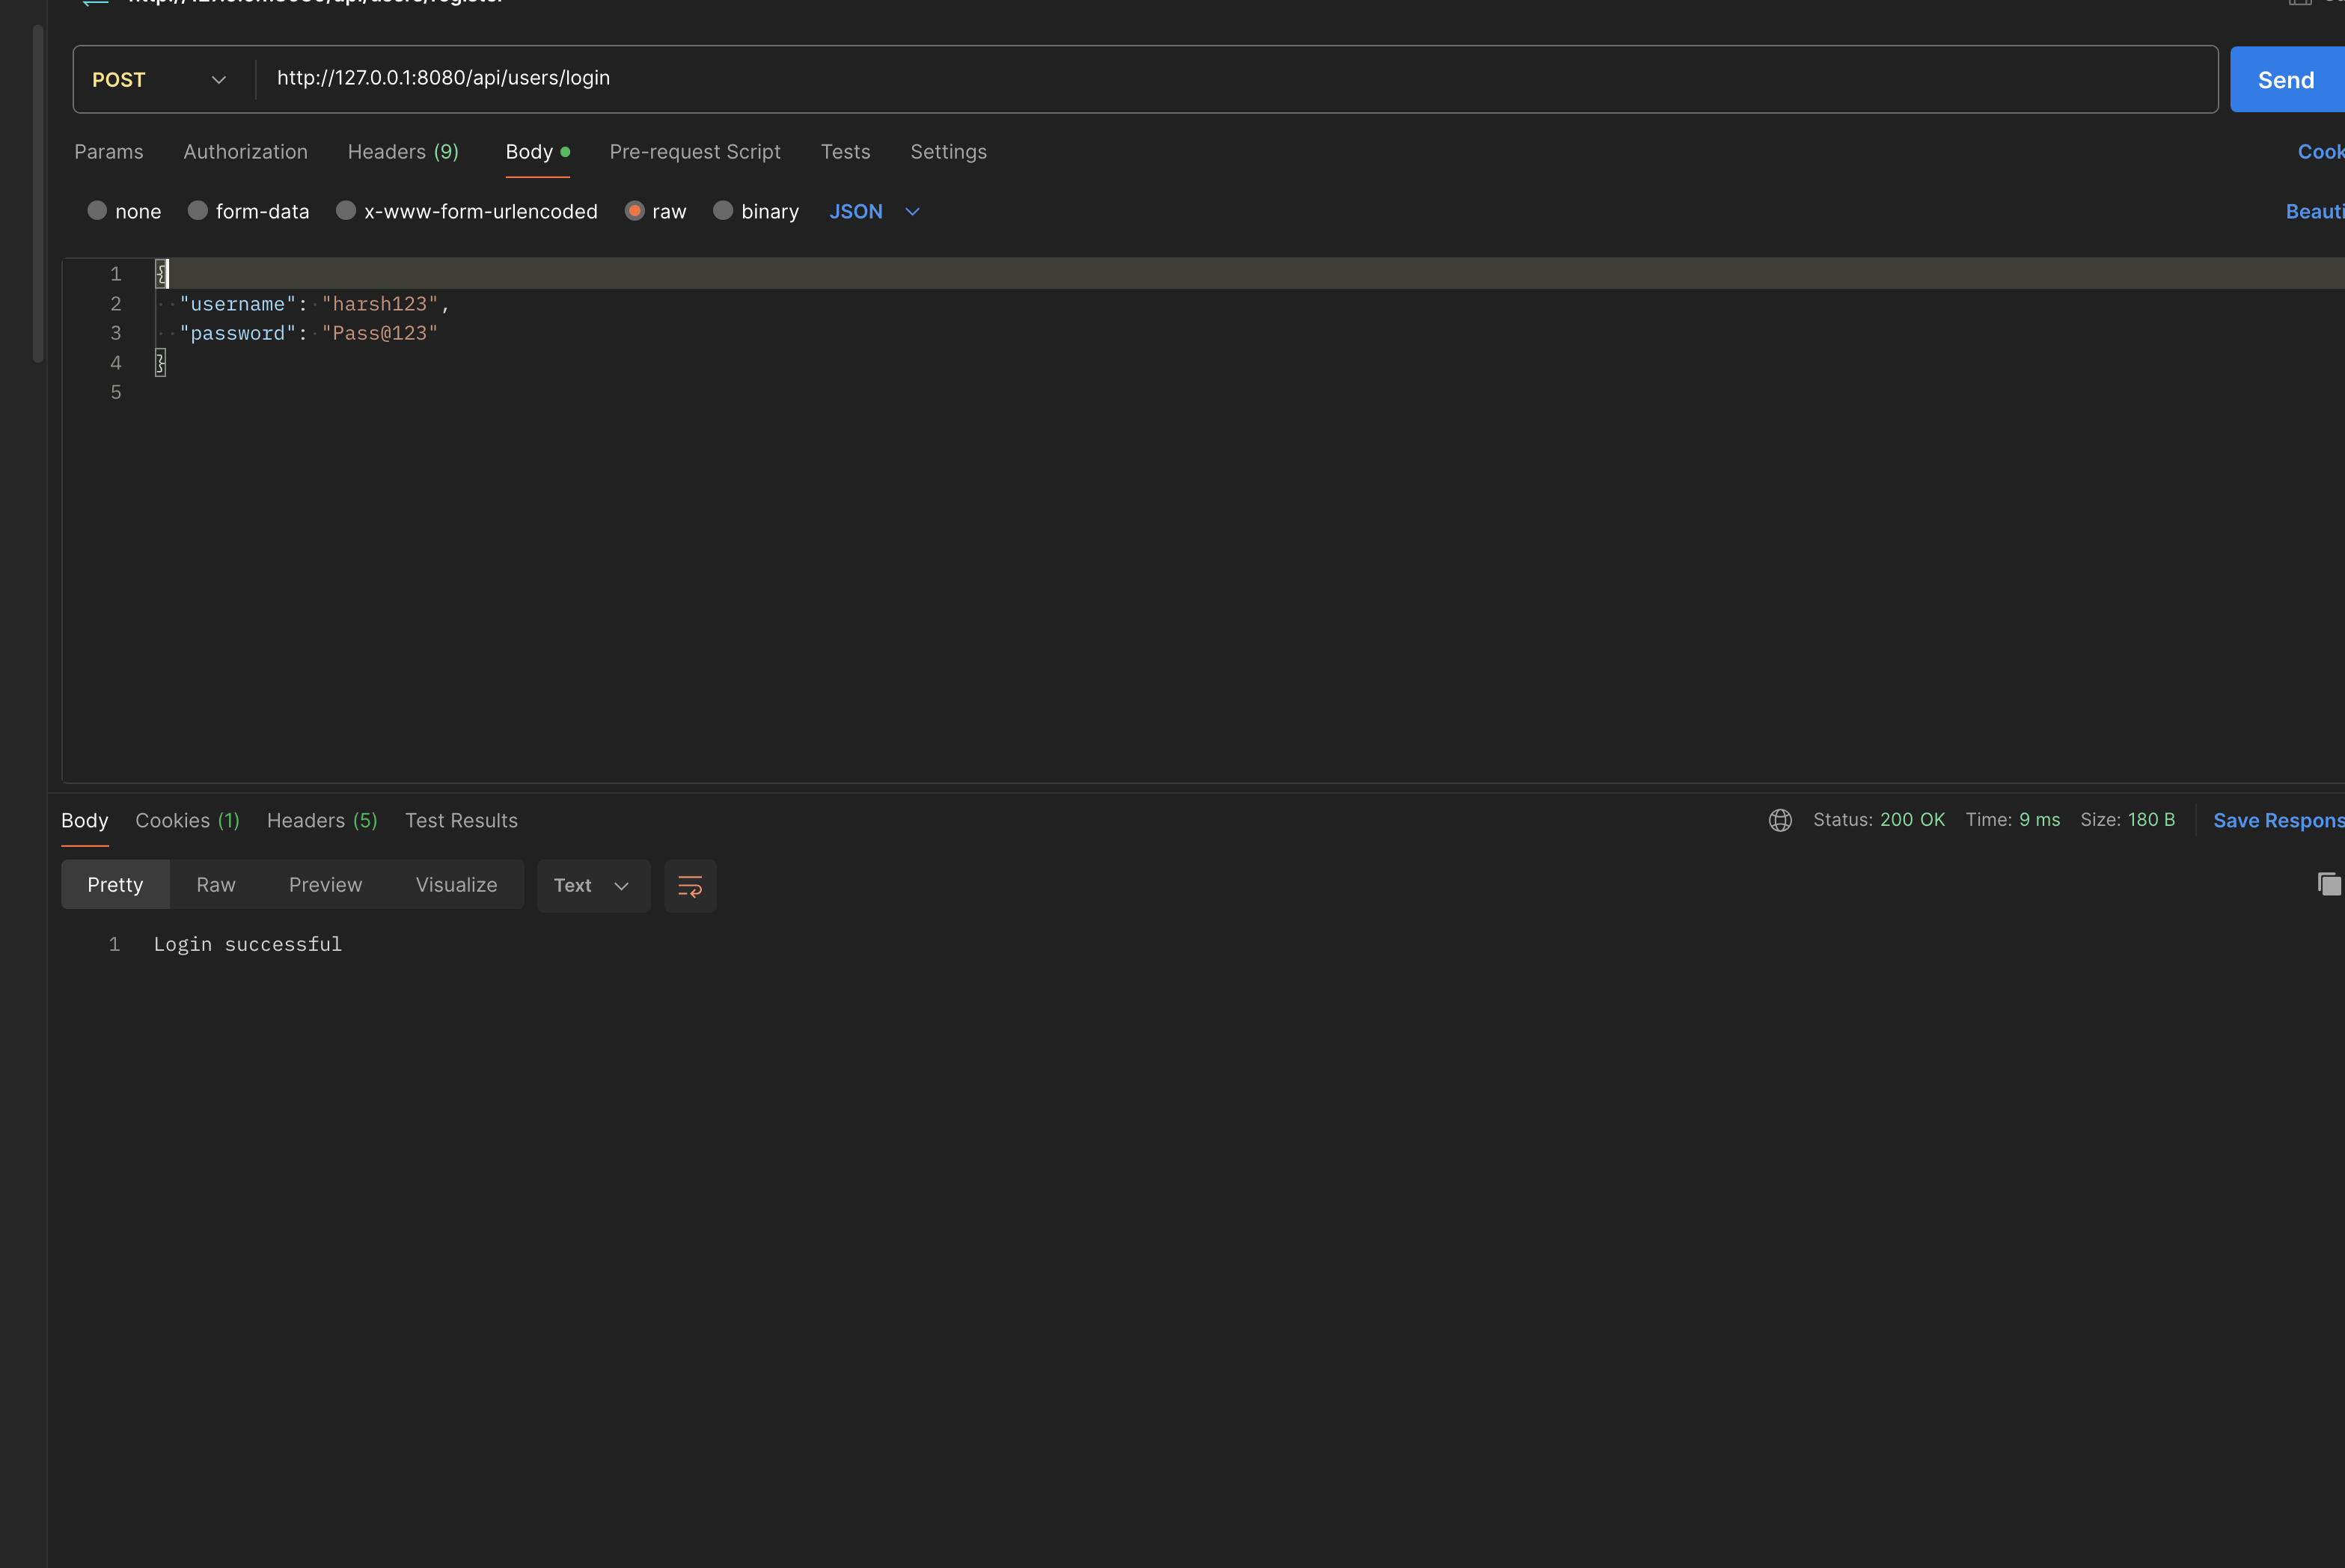 POST http://127.0.0.1:8080/api/users/login Send
Params Authorization Headers (9) Body Pre-request Script Tests Settings
none form-data x-www-form-urlencoded raw binary JSON
1 {
2 "username": "harsh123",
3 "password": "Pass@123"
4 }
5
Body Cookies (1) Headers (5) Test Results Status: 200 OK Time: 9 ms Size: 180 B Save Respons
Pretty Raw Preview Visualize Text
1 Login successful